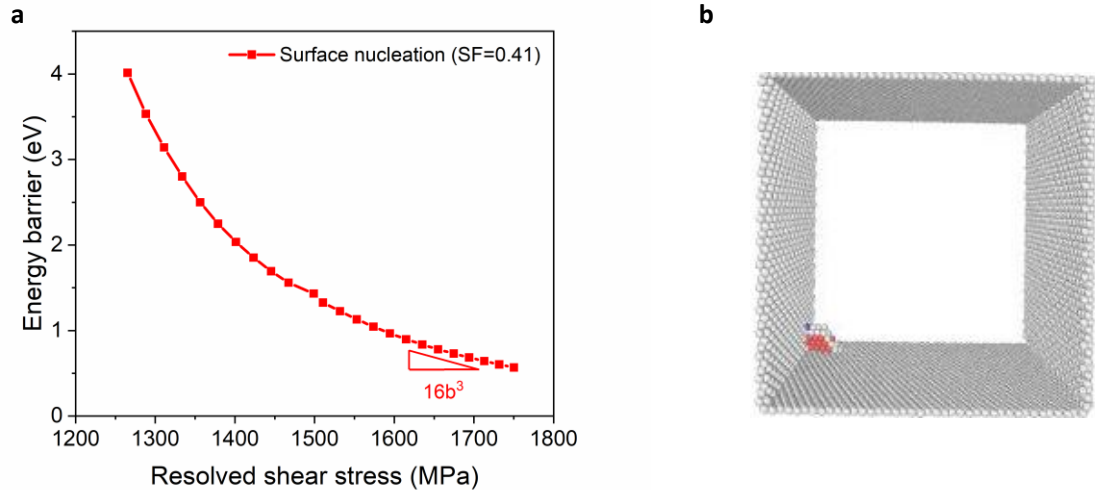 a
b
Surface nucleation (SF=0.41)
4
3
2
1
0
Energy barrier (eV)
16b³
1200 1300 1400 1500 1600 1700 1800
Resolved shear stress (MPa)